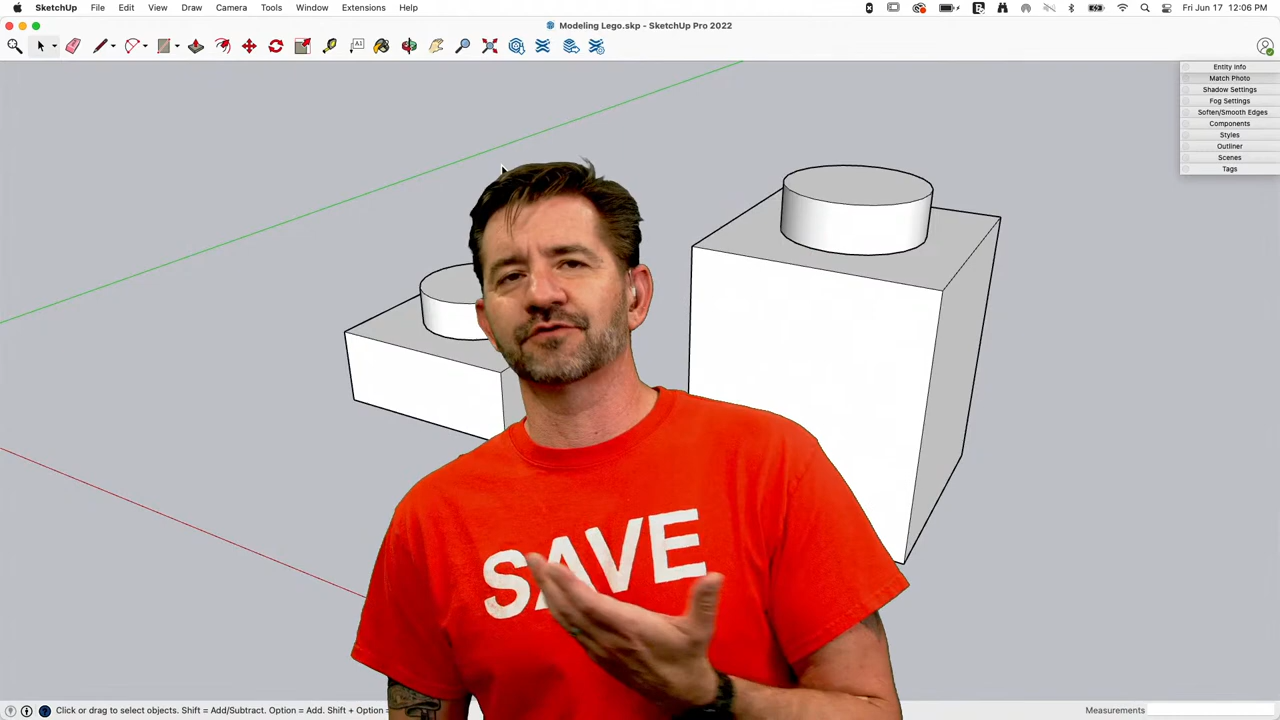 SketchUp File Edit View Draw Camera Tools Window Extensions Help
Fri Jun 17 12:06 PM
Modeling Lego.skp - SketchUp Pro 2022
Entity Info
Match Photo
Shadow Settings
Fog Settings
Soften/Smooth Edges
Components
Styles
Outliner
Scenes
Tags
SAVE
Click or drag to select objects. Shift = Add/Subtract. Option = Add. Shift + Option =
Measurements